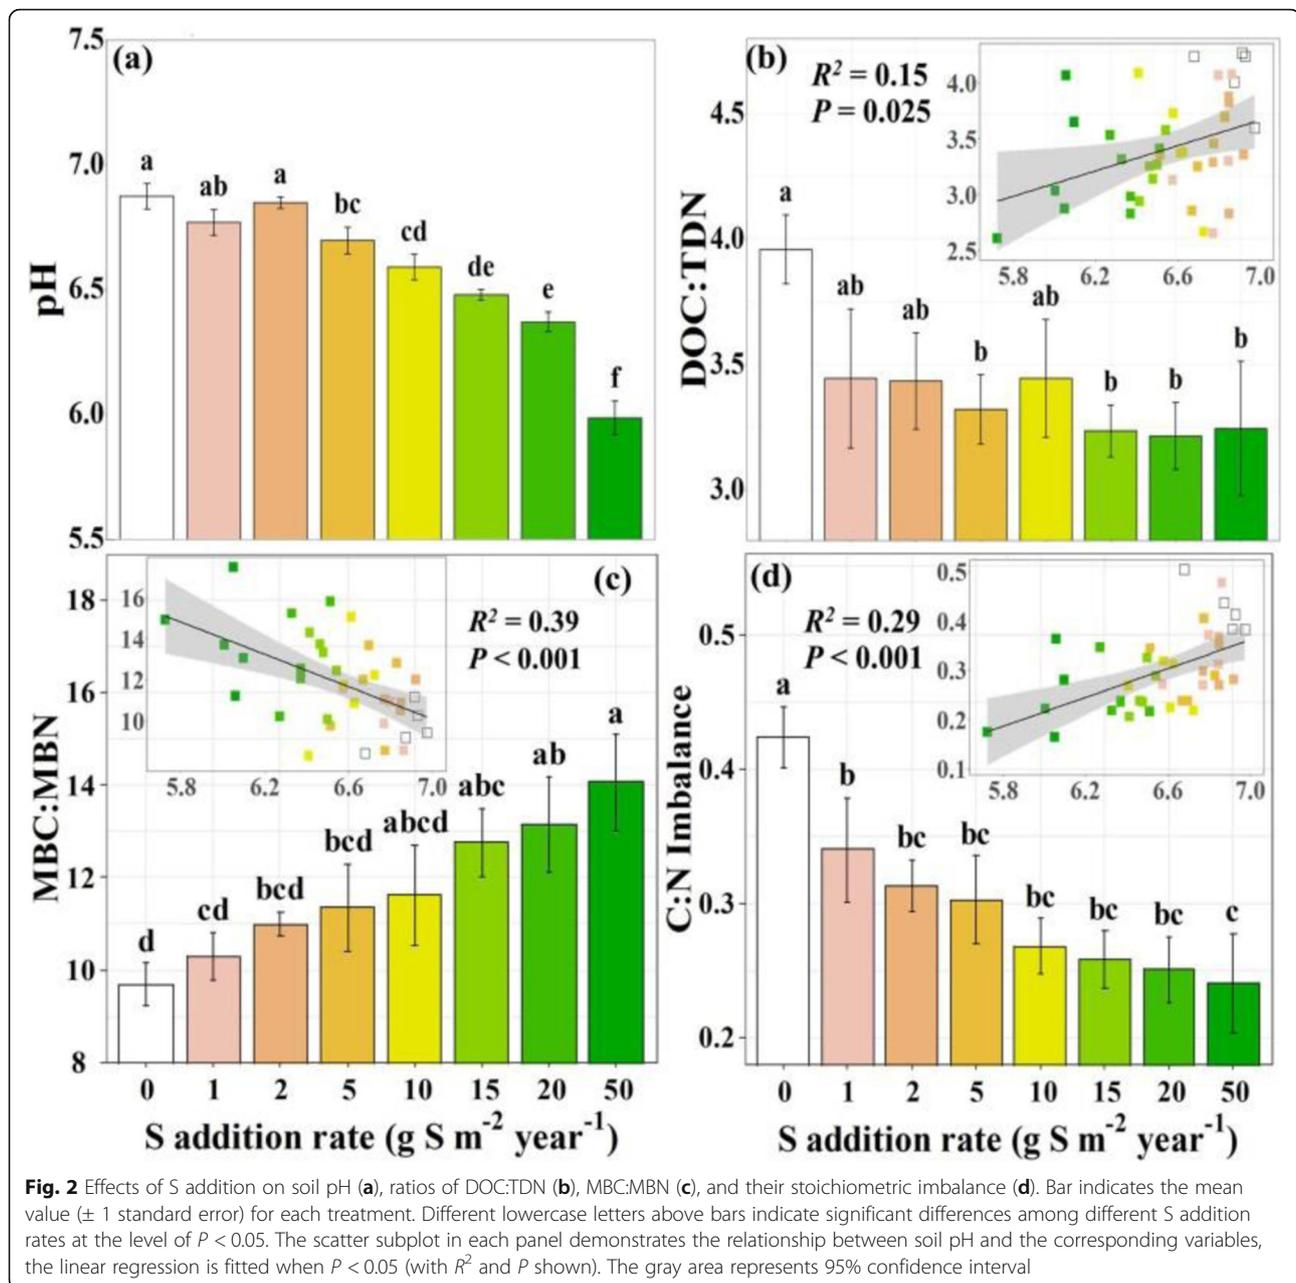 (a)
7.5
7.0
6.5
6.0
5.5
pH
a
ab
a
bc
cd
de
e
f
(b)
R² = 0.15
P = 0.025
4.5
4.0
3.5
3.0
DOC:TDN
a
ab
ab
b
ab
b
b
b
4.0
3.5
3.0
2.5
5.8 6.2 6.6 7.0
(c)
R² = 0.39
P < 0.001
18
16
14
12
10
8
MBC:MBN
16
14
12
10
5.8 6.2 6.6 7.0
d
cd
bcd
bcd
abcd
abc
ab
a
0 1 2 5 10 15 20 50
S addition rate (g S m⁻² year⁻¹)
(d)
R² = 0.29
P < 0.001
0.5
0.4
0.3
0.2
C:N Imbalance
0.5
0.4
0.3
0.2
0.1
5.8 6.2 6.6 7.0
a
b
bc
bc
bc
bc
bc
c
0 1 2 5 10 15 20 50
S addition rate (g S m⁻² year⁻¹)
Fig. 2 Effects of S addition on soil pH (a), ratios of DOC:TDN (b), MBC:MBN (c), and their stoichiometric imbalance (d). Bar indicates the mean
value (± 1 standard error) for each treatment. Different lowercase letters above bars indicate significant differences among different S addition
rates at the level of P < 0.05. The scatter subplot in each panel demonstrates the relationship between soil pH and the corresponding variables,
the linear regression is fitted when P < 0.05 (with R² and P shown). The gray area represents 95% confidence interval